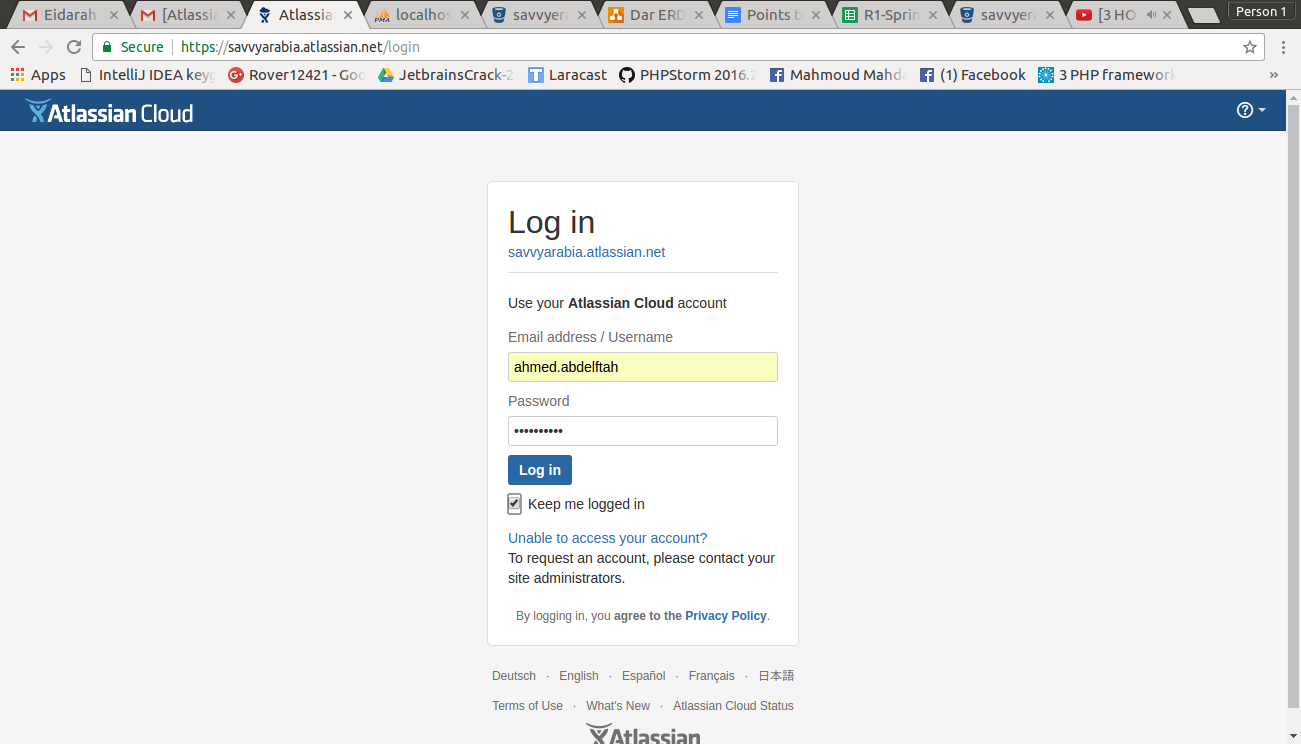 Eidarah
[Atlassia
Atlassia
localhos
savvyera
Dar ERD
Points t
R1-Sprin
savvyera
[3 HO
Person 1
Secure
https://savvyarabia.atlassian.net/login
Apps
IntelliJ IDEA keyg
Rover12421 - Goo
JetbrainsCrack-2
Laracast
PHPStorm 2016.2
Mahmoud Mahda
(1) Facebook
3 PHP framework
»
Atlassian Cloud
Log in
savvyarabia.atlassian.net
Use your Atlassian Cloud account
Email address / Username
ahmed.abdelftah
Password
••••••••••
Log in
Keep me logged in
Unable to access your account?
To request an account, please contact your
site administrators.
By logging in, you agree to the Privacy Policy.
Deutsch · English · Español · Français · 日本語
Terms of Use · What's New · Atlassian Cloud Status
Atlassian